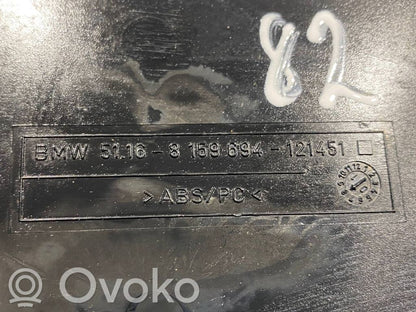 82
BMW 51.16 - 8 159 694 - 121451
>ABS/PC<
Ovoko